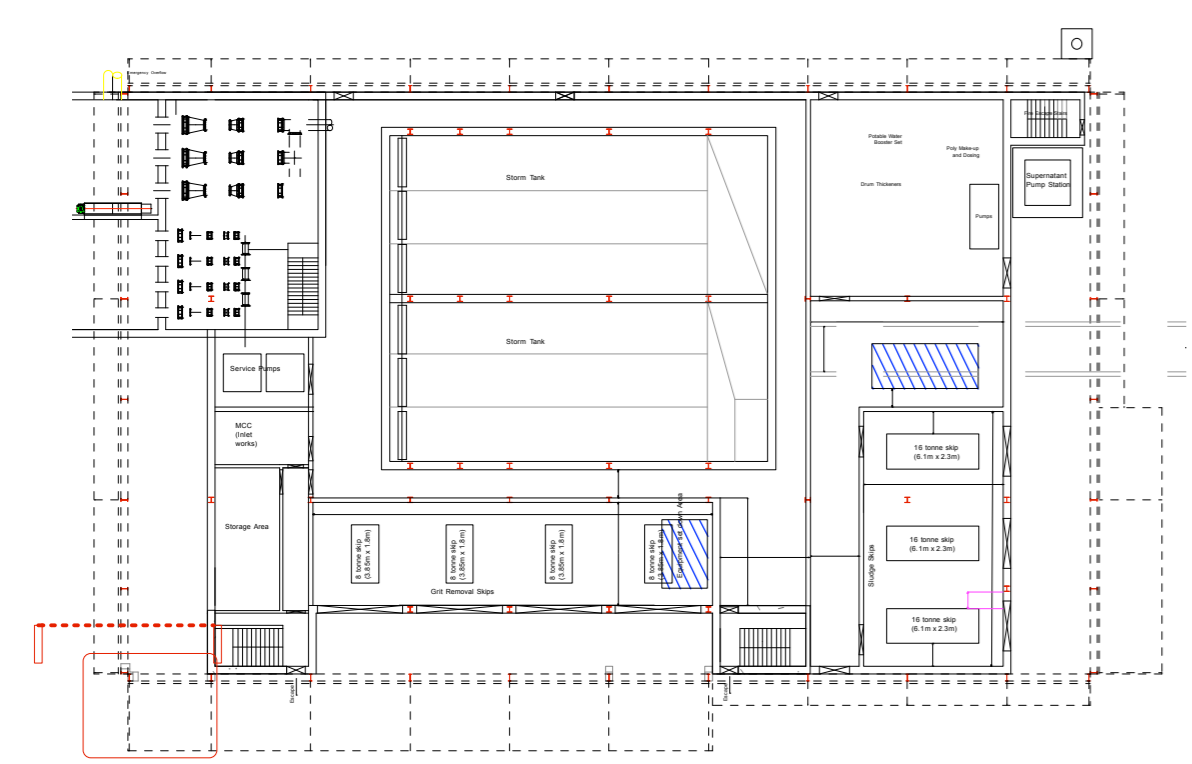 Emergency Overflow
Fire Escape Stairs
Potable Water
Booster Set
Poly Make-up
and Dosing
Drum Thickeners
Supernatant
Pump Station
Pumps
Storm Tank
Storm Tank
Service Pumps
MCC
(Inlet
works)
Storage Area
8 tonne skip
(3.85m x 1.8m)
8 tonne skip
(3.85m x 1.8m)
8 tonne skip
(3.85m x 1.8m)
8 tonne skip
(3.85m x 1.8m)
Equipment set down Area
Grit Removal Skips
16 tonne skip
(6.1m x 2.3m)
16 tonne skip
(6.1m x 2.3m)
Sludge Skips
16 tonne skip
(6.1m x 2.3m)
Escape
Escape